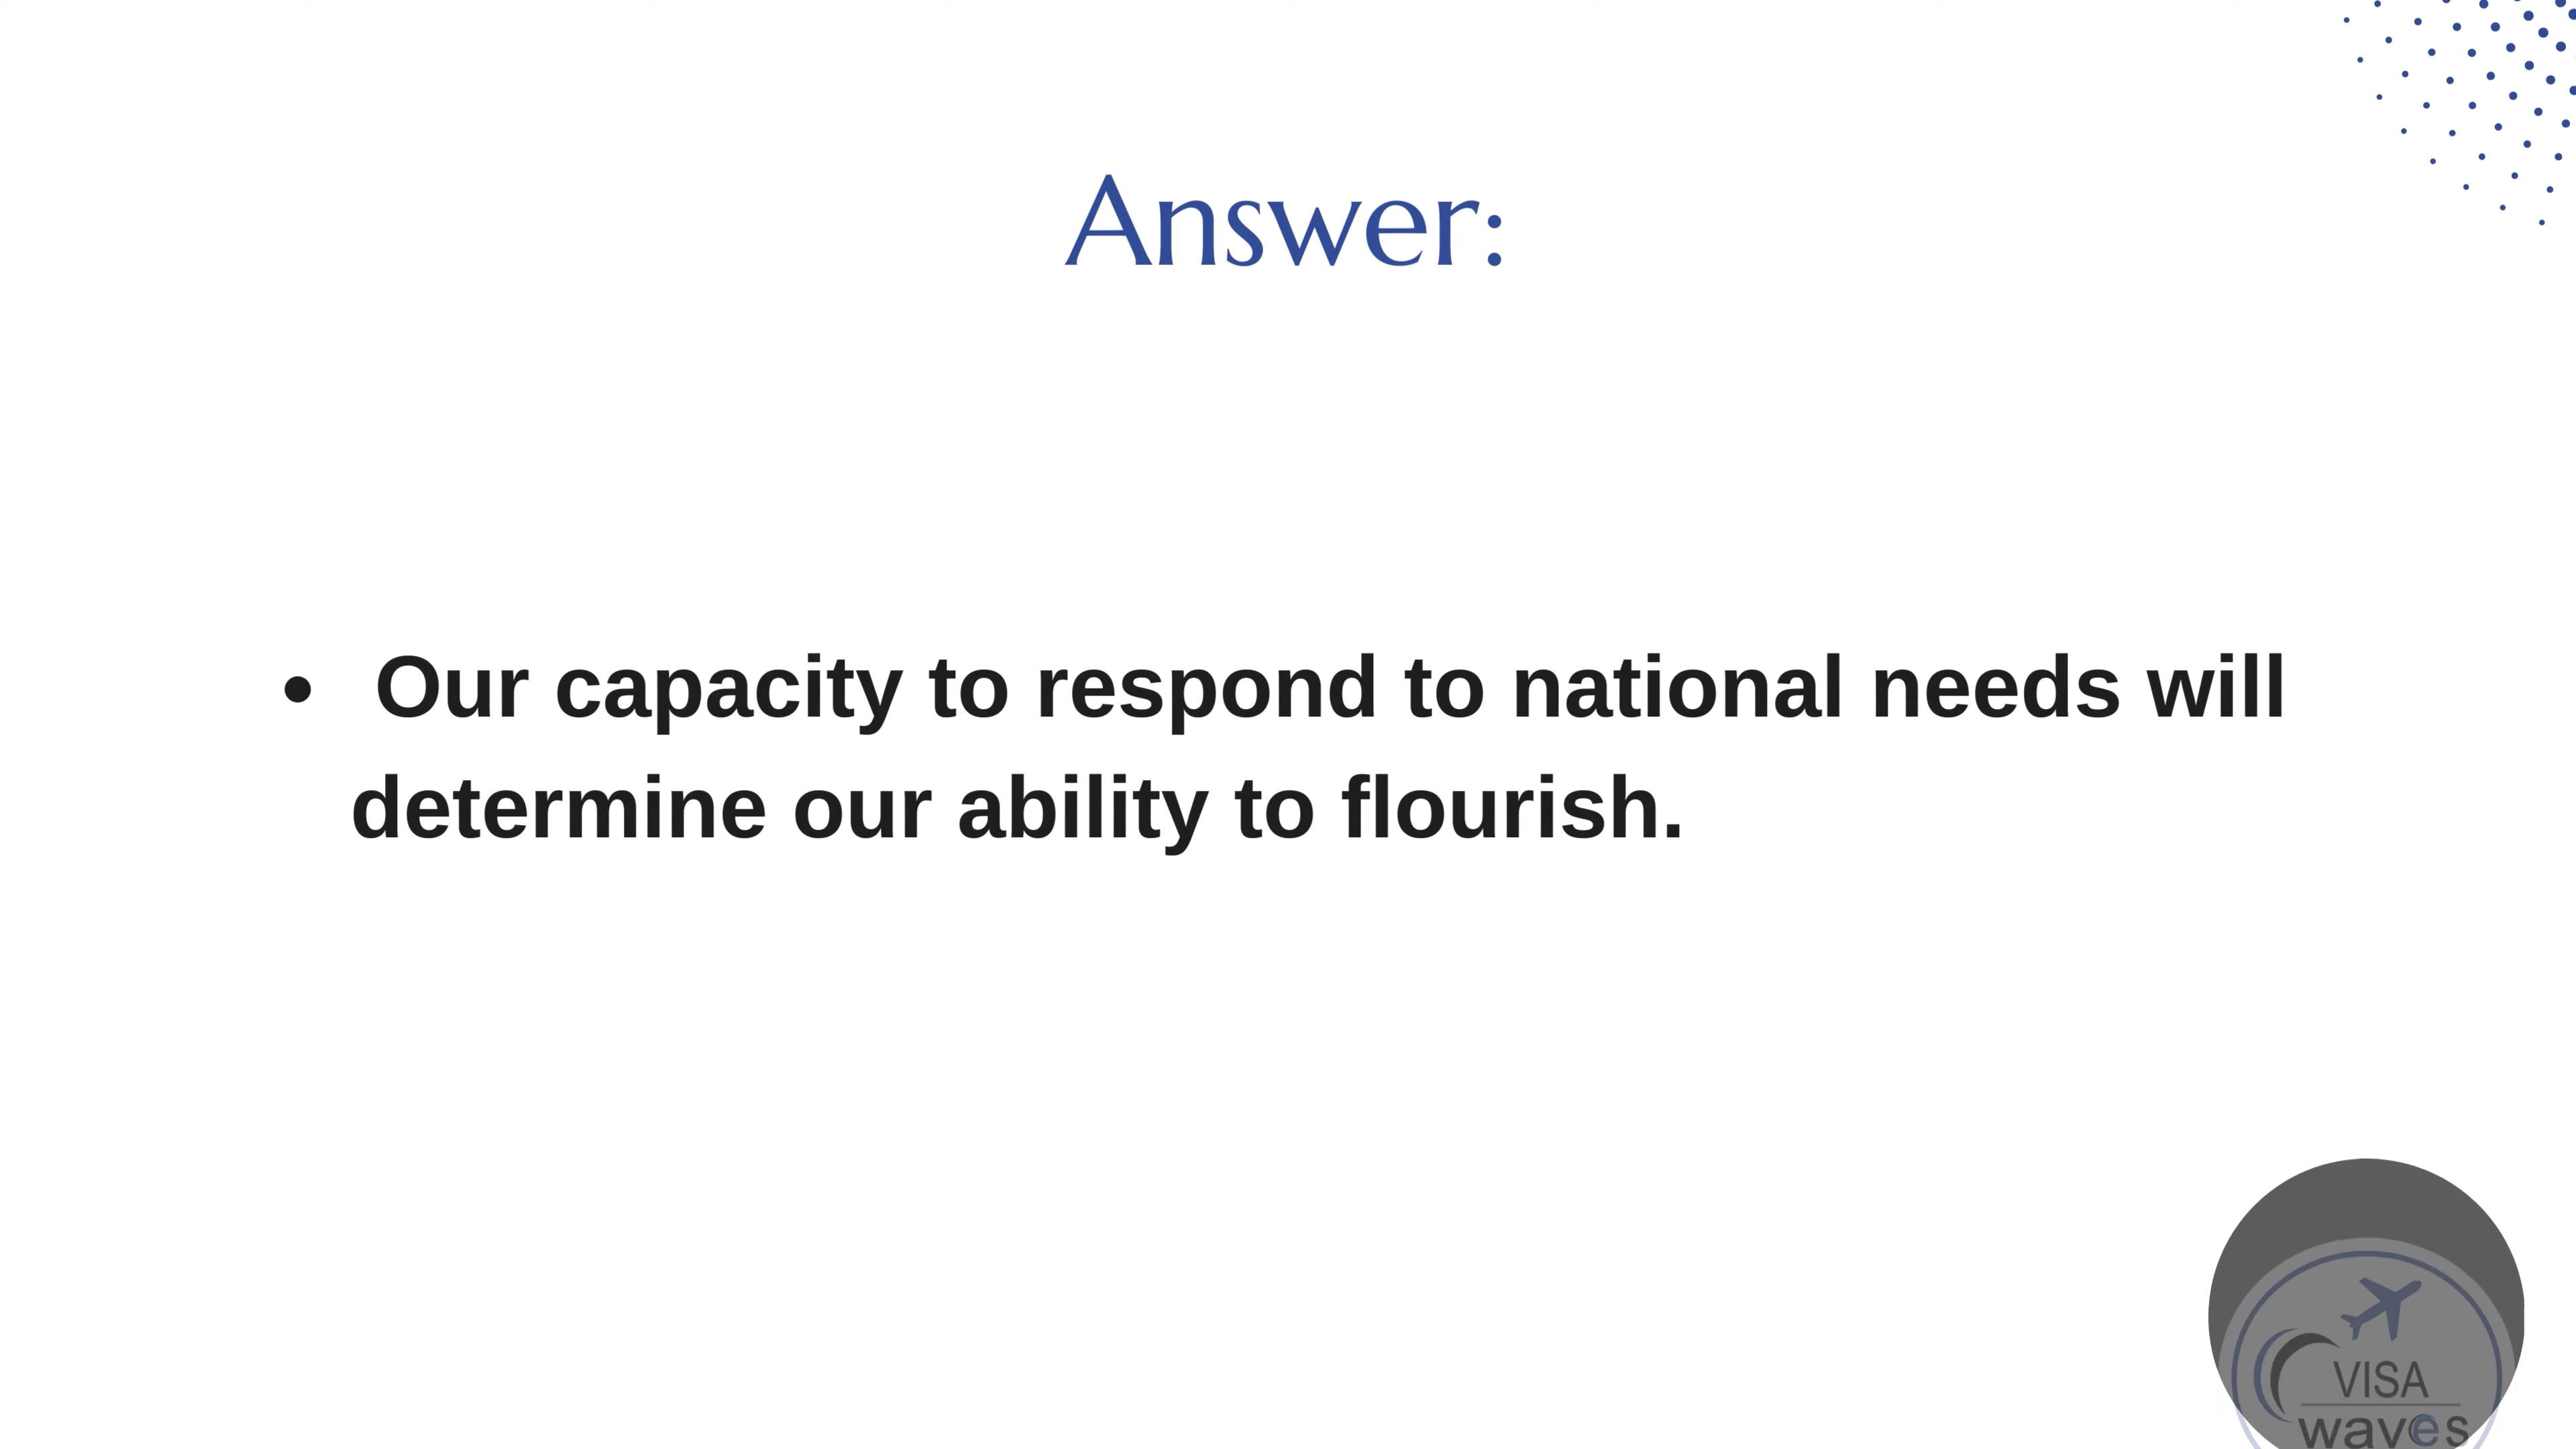 Answer:
• Our capacity to respond to national needs will
determine our ability to flourish.
VISA
waves